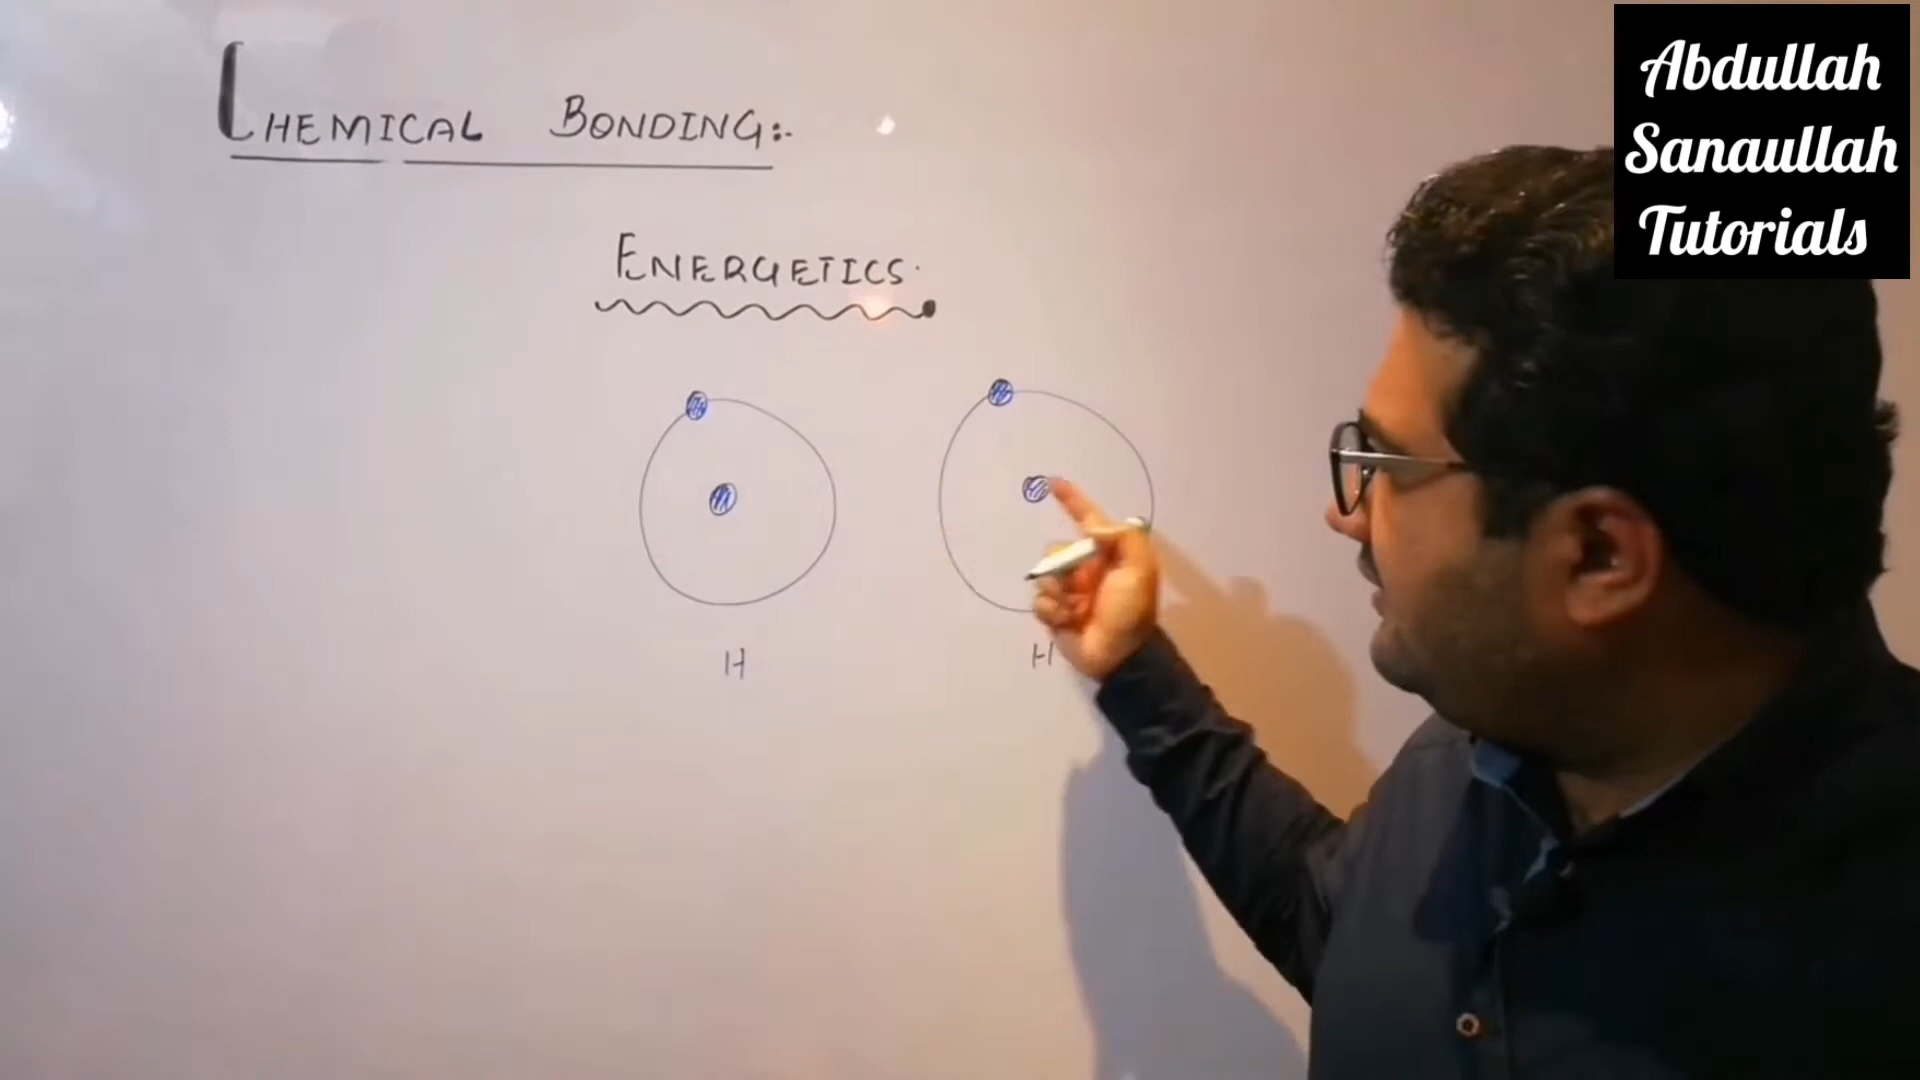 CHEMICAL BONDING:-
ENERGETICS.
H H
Abdullah
Sanaullah
Tutorials